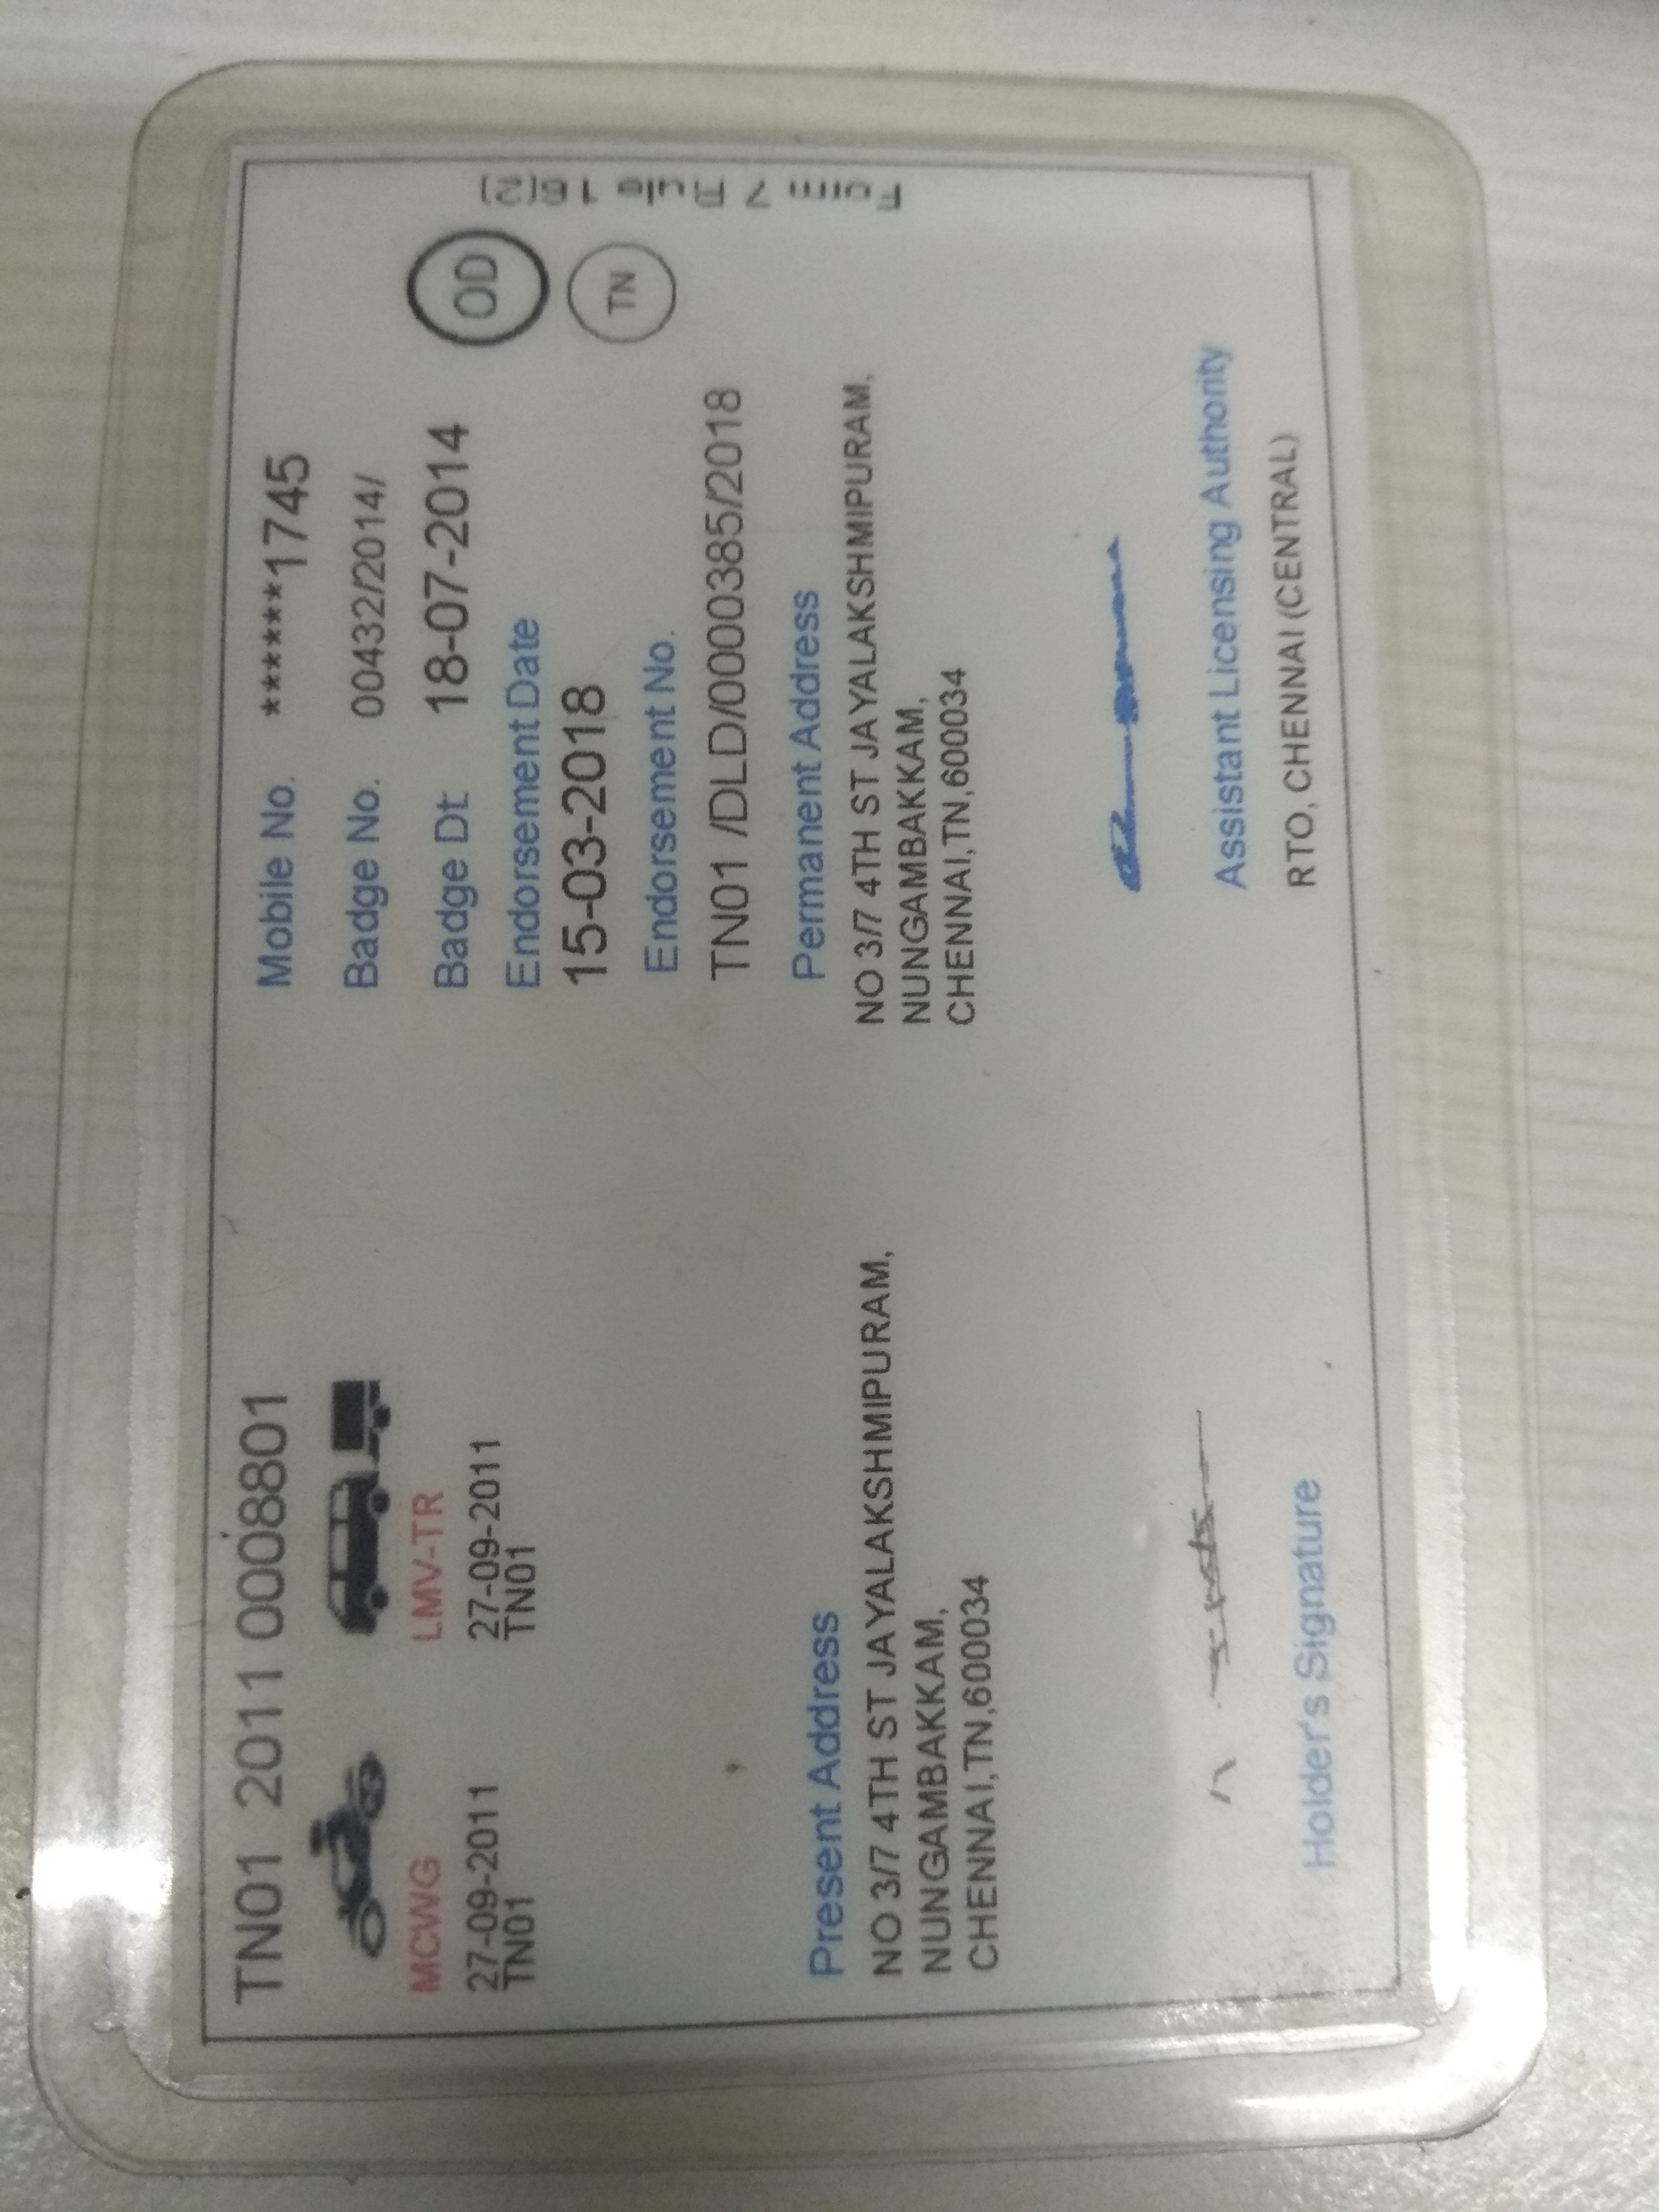 TN01 2011 0008801
MCWG
27-09-2011
TN01
LMV-TR
27-09-2011
TN01
Present Address
NO 3/7 4TH ST JAYALAKSHMIPURAM,
NUNGAMBAKKAM,
CHENNAI,TN,600034
Holder's Signature
Mobile No. ******1745
Badge No. 00432/2014/
Badge Dt 18-07-2014
Endorsement Date
15-03-2018
Endorsement No.
TN01 /DLD/0000385/2018
Permanent Address
NO 3/7 4TH ST JAYALAKSHMIPURAM,
NUNGAMBAKKAM,
CHENNAI,TN,600034
Assistant Licensing Authority
RTO, CHENNAI (CENTRAL)
OD
TN
Form 7 Rule 16(2)